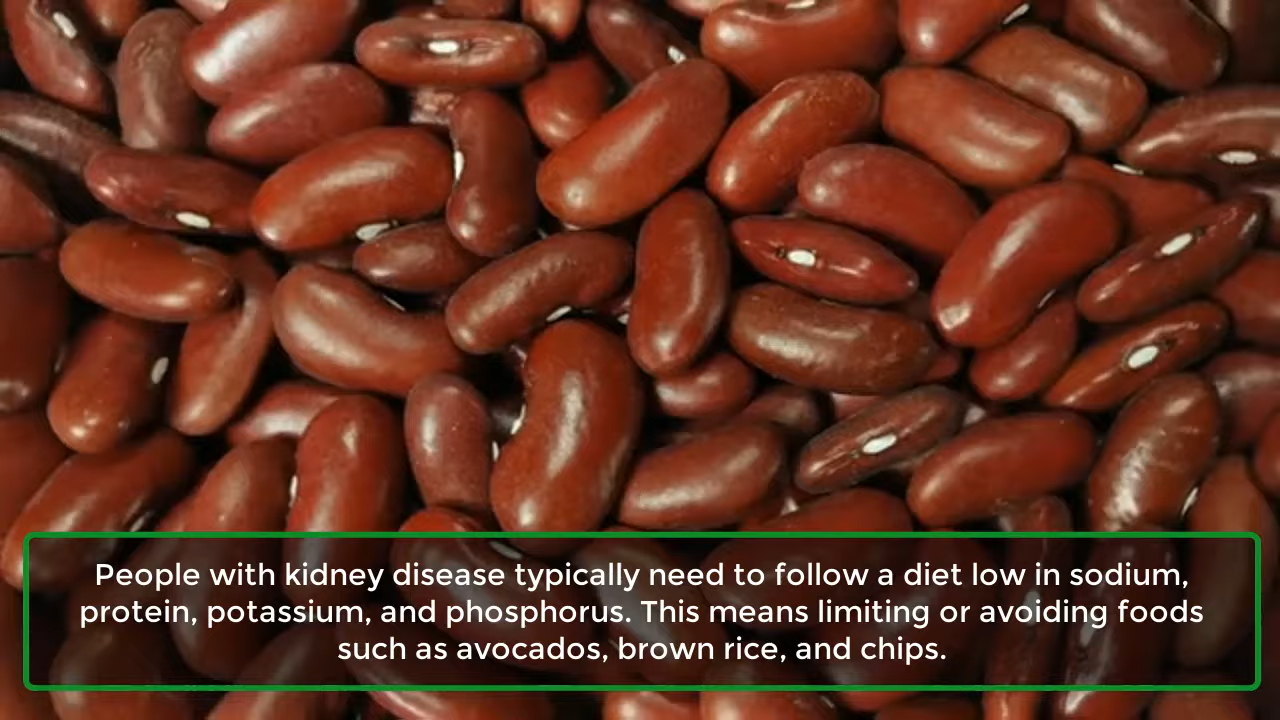 People with kidney disease typically need to follow a diet low in sodium,
protein, potassium, and phosphorus. This means limiting or avoiding foods
such as avocados, brown rice, and chips.